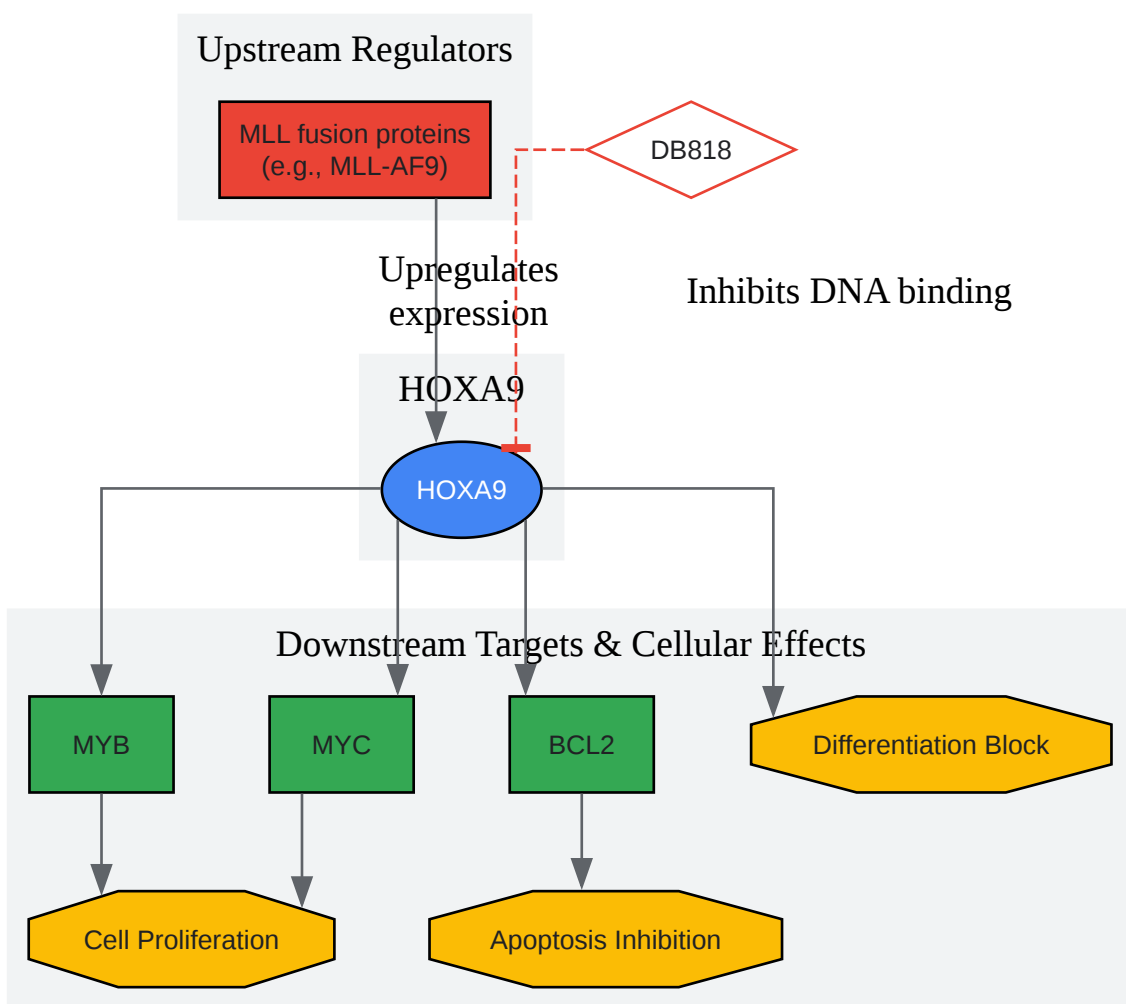 Upstream Regulators
MLL fusion proteins
(e.g., MLL-AF9)
DB818
Upregulates
expression
Inhibits DNA binding
HOXA9
HOXA9
Downstream Targets & Cellular Effects
MYB
MYC
BCL2
Differentiation Block
Cell Proliferation
Apoptosis Inhibition